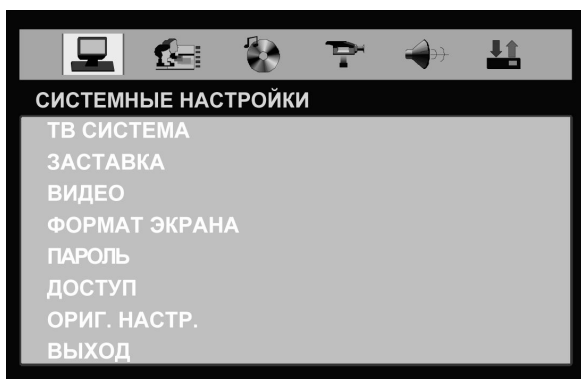 СИСТЕМНЫЕ НАСТРОЙКИ
ТВ СИСТЕМА
ЗАСТАВКА
ВИДЕО
ФОРМАТ ЭКРАНА
ПАРОЛЬ
ДОСТУП
ОРИГ. НАСТР.
ВЫХОД